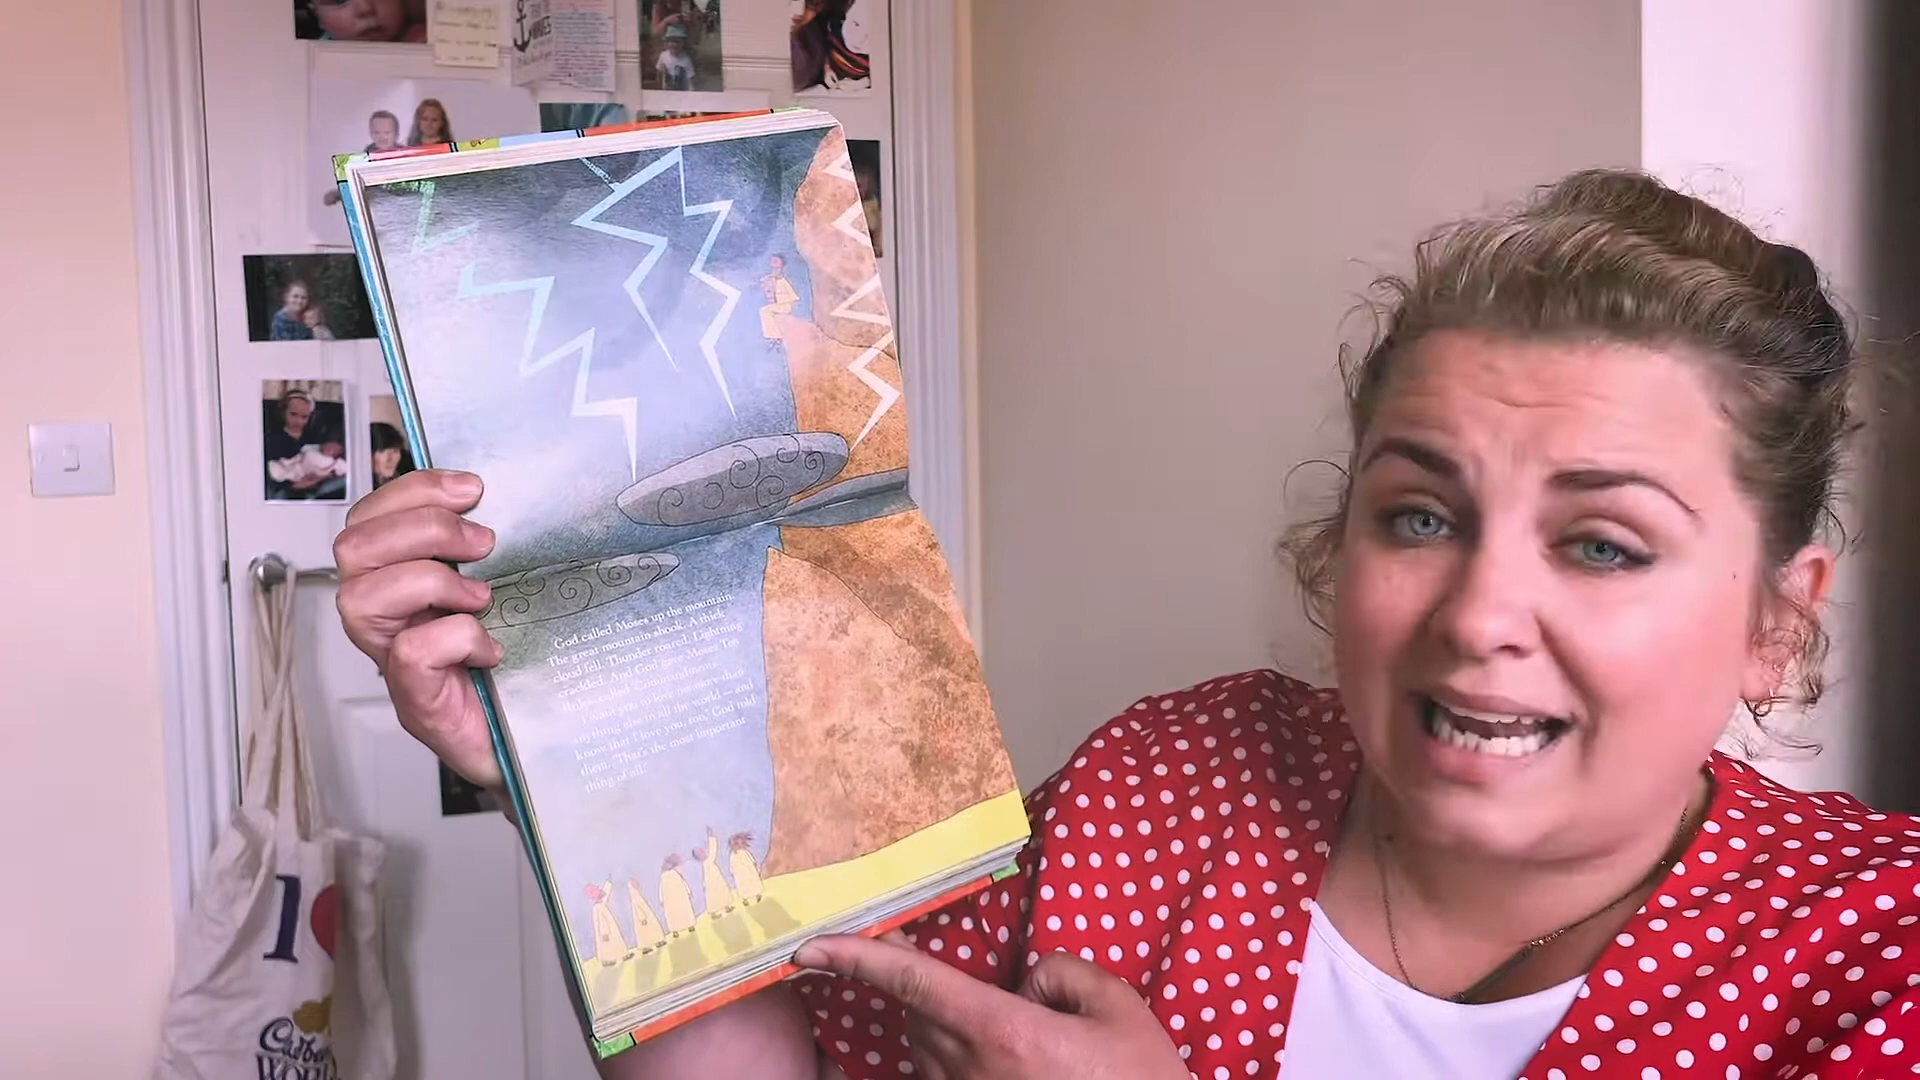 God called Moses up the mountain.
The great mountain shook. A thick
cloud fell. Thunder roared. Lightning
crackled. And God gave Moses Ten
Rules, called 'Commandments'.
'I want you to love me more than
anything else in all the world — and
know that I love you, too,' God told
them. 'That's the most important
thing of all.'
I
Cadbury
WORLD